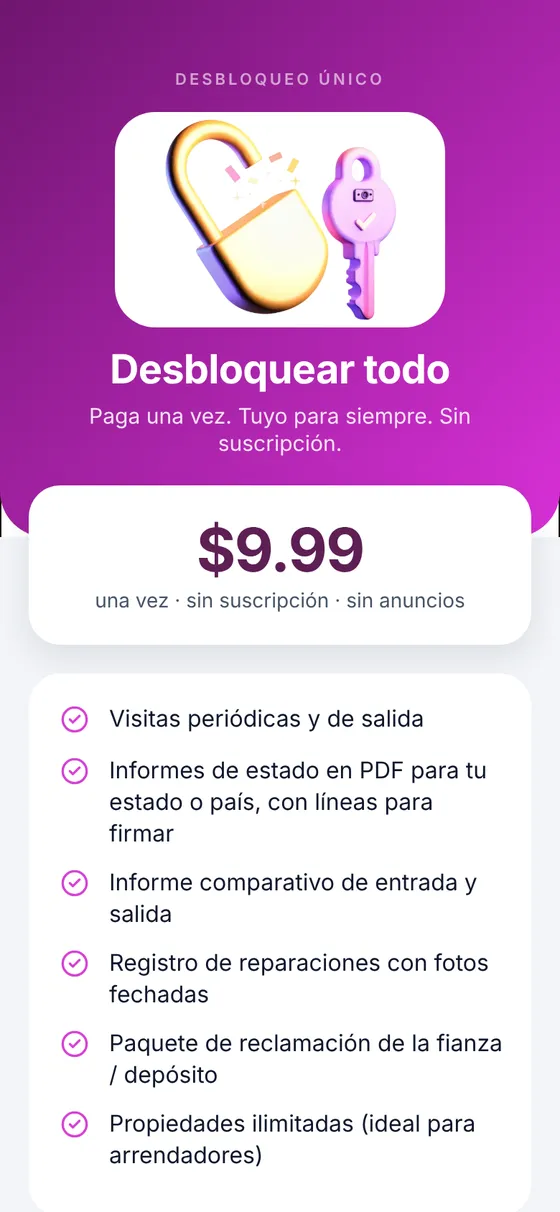 DESBLOQUEO ÚNICO
Desbloquear todo
Paga una vez. Tuyo para siempre. Sin
suscripción.
$9.99
una vez · sin suscripción · sin anuncios
Visitas periódicas y de salida
Informes de estado en PDF para tu
estado o país, con líneas para
firmar
Informe comparativo de entrada y
salida
Registro de reparaciones con fotos
fechadas
Paquete de reclamación de la fianza
/ depósito
Propiedades ilimitadas (ideal para
arrendadores)